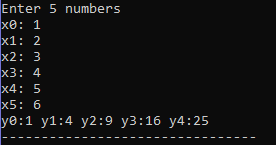 Enter 5 numbers
x0: 1
x1: 2
x2: 3
x3: 4
x4: 5
x5: 6
y0:1 y1:4 y2:9 y3:16 y4:25
--------------------------------